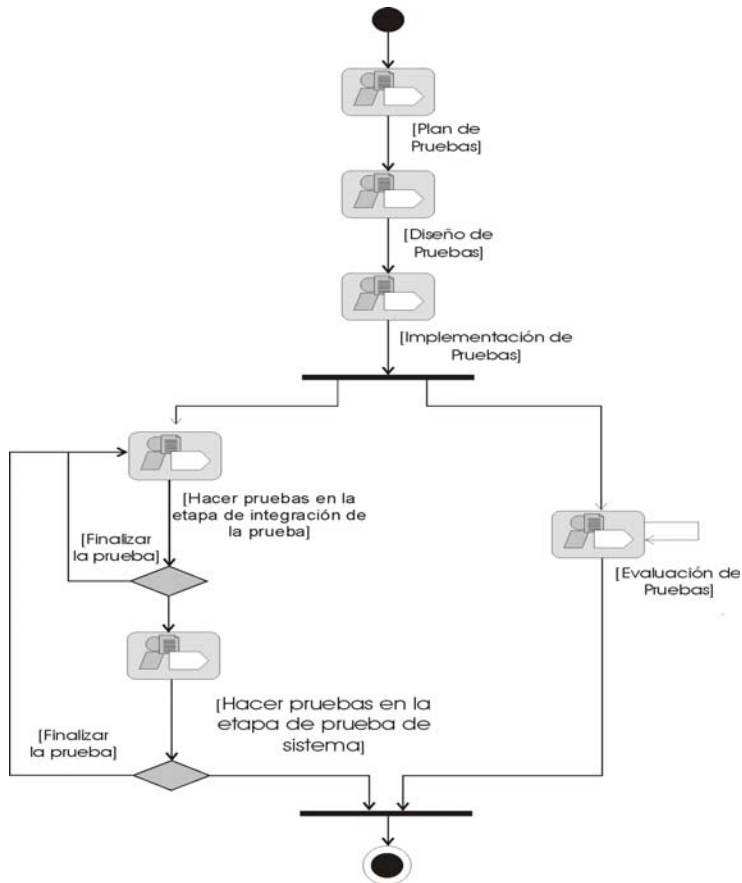 [Plan de
Pruebas]
[Diseño de
Pruebas]
[Implementación de
Pruebas]
[Hacer pruebas en la
etapa de integración de
la prueba]
[Finalizar
la prueba]
[Evaluación de
Pruebas]
[Hacer pruebas en la
etapa de prueba de
sistema]
[Finalizar
la prueba]